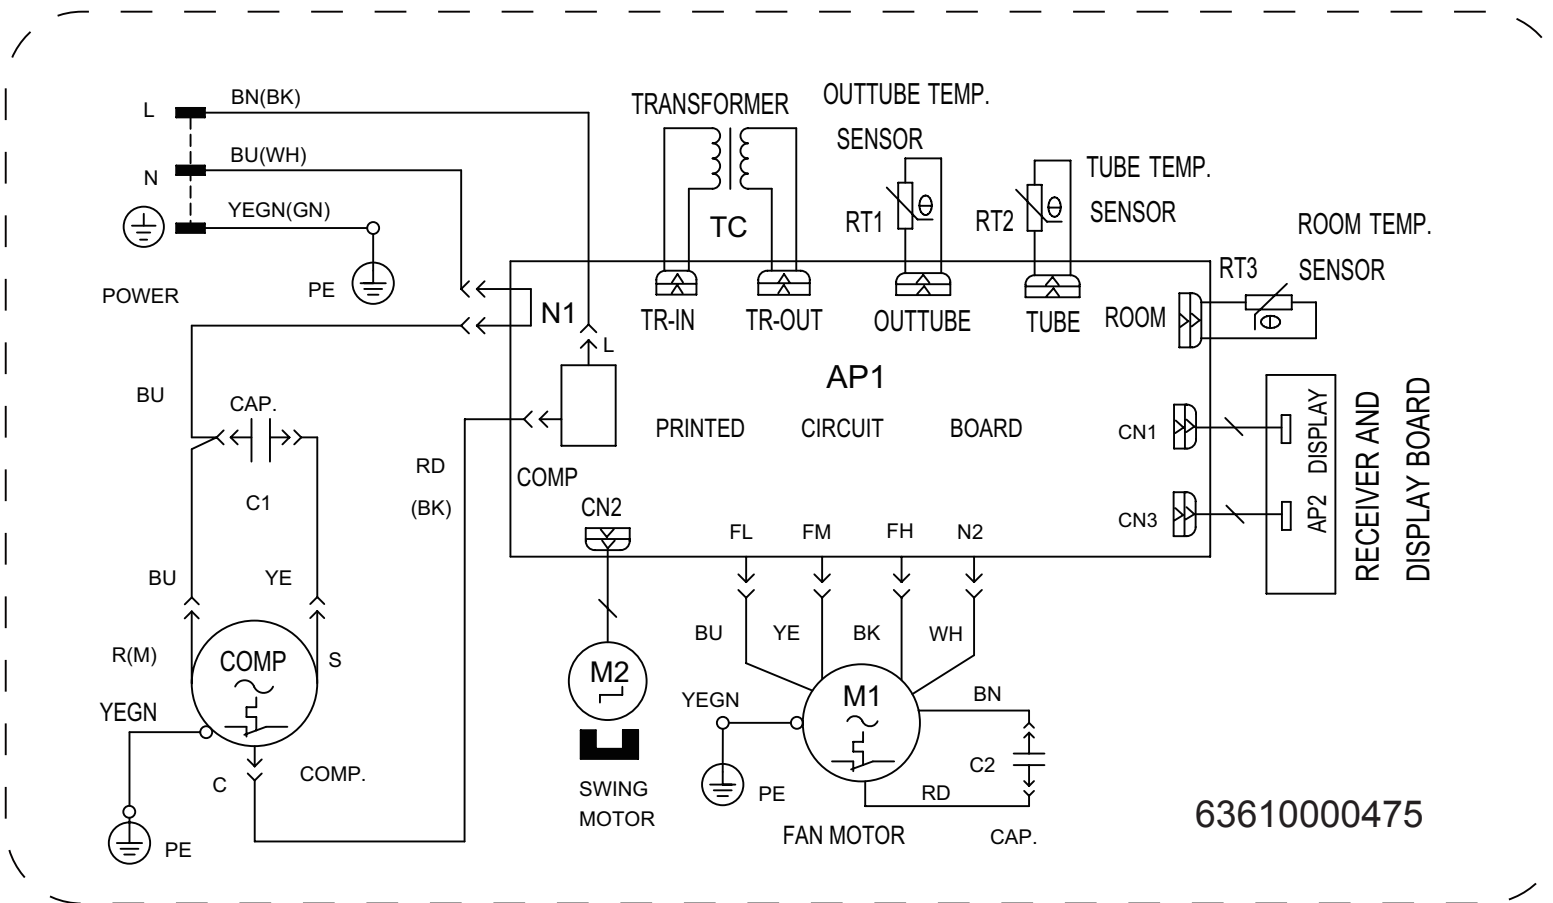 L
BN(BK)
N
BU(WH)
YEGN(GN)
POWER
PE
TRANSFORMER
TC
OUTTUBE TEMP.
SENSOR
RT1
θ
TUBE TEMP.
SENSOR
RT2
θ
ROOM TEMP.
SENSOR
RT3
θ
N1
L
TR-IN
TR-OUT
OUTTUBE
TUBE
ROOM
AP1
PRINTED CIRCUIT BOARD
CN1
CN3
AP2 DISPLAY
RECEIVER AND
DISPLAY BOARD
BU
CAP.
C1
RD
(BK)
COMP
CN2
FL
FM
FH
N2
BU
YE
R(M)
COMP
S
YEGN
C
COMP.
PE
M2
SWING
MOTOR
BU
YE
BK
WH
YEGN
M1
BN
C2
PE
RD
FAN MOTOR
CAP.
63610000475